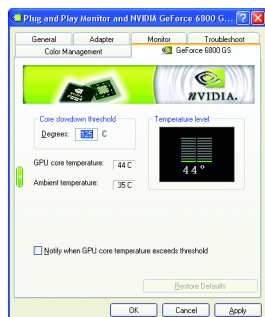 Plug and Play Monitor and NVIDIA GeForce 6800 G...
General Adapter Monitor Troubleshoot
Color Management GeForce 6800 GS
NVIDIA.
Core slowdown threshold
Degrees: 125 C
Temperature level
44°
GPU core temperature: 44 C
Ambient temperature: 35 C
Notify when GPU core temperature exceeds threshold
Restore Defaults
OK Cancel Apply